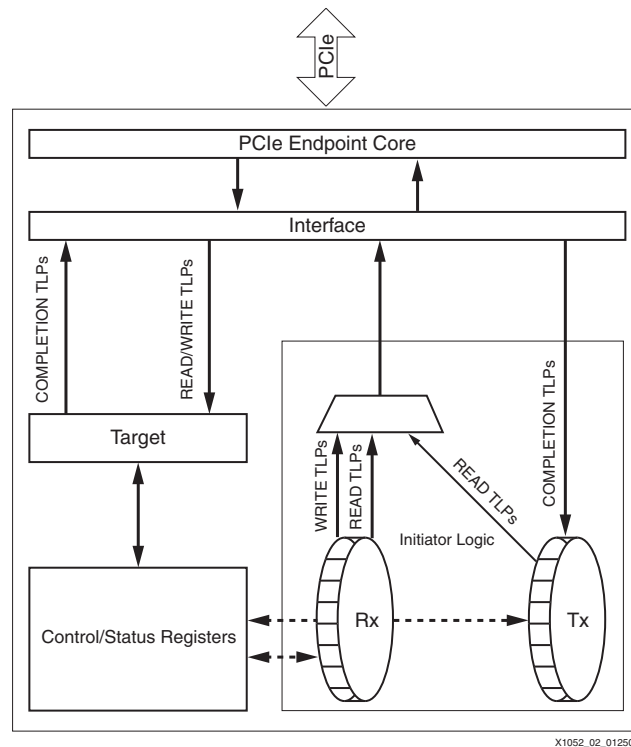 PCIe
PCIe Endpoint Core
Interface
COMPLETION TLPs
READ/WRITE TLPs
COMPLETION TLPs
Target
WRITE TLPs
READ TLPs
READ TLPs
Initiator Logic
Control/Status Registers
Rx
Tx
X1052_02_01250